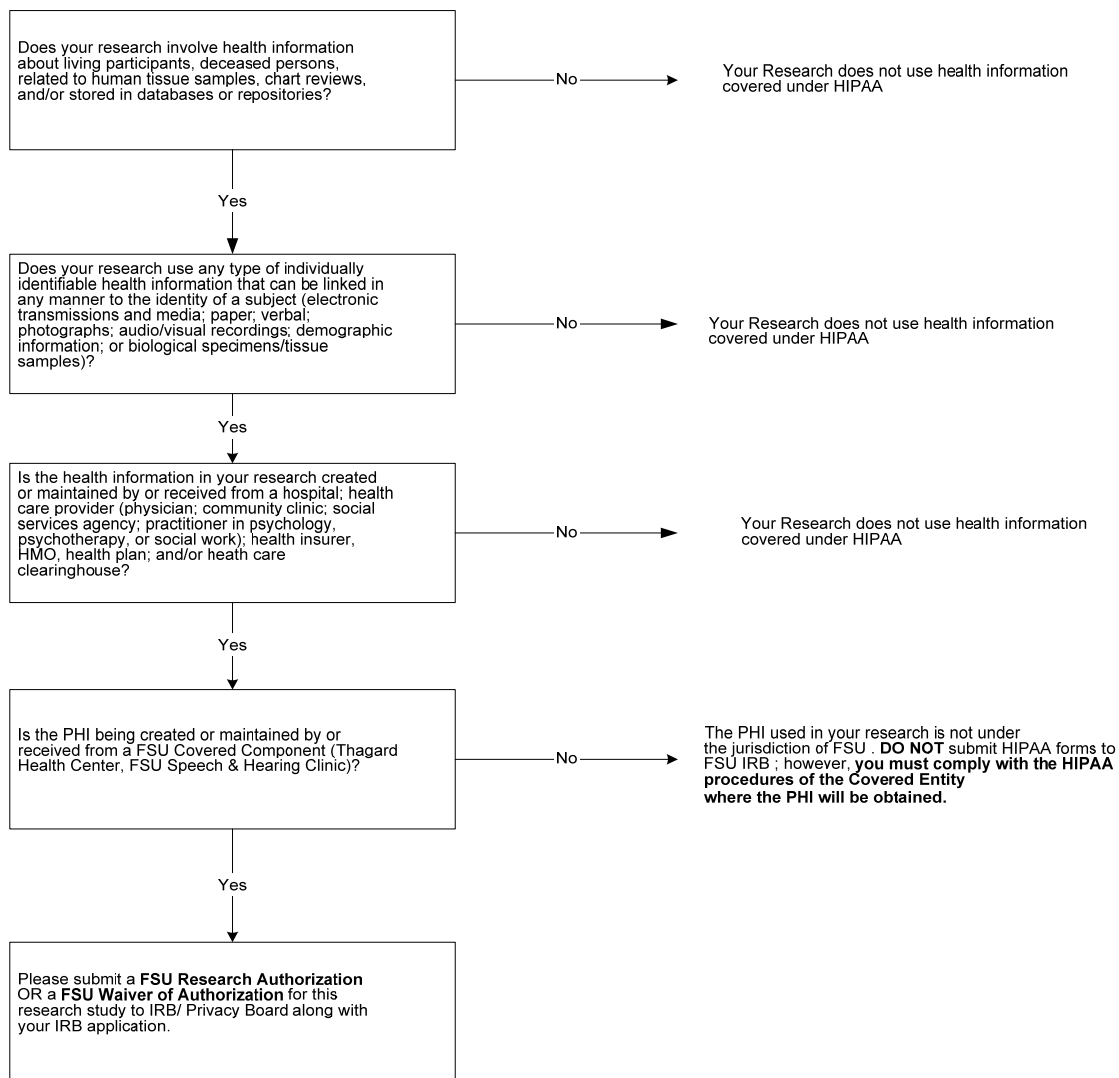 Does your research involve health information
about living participants, deceased persons,
related to human tissue samples, chart reviews,
and/or stored in databases or repositories?
No
Your Research does not use health information
covered under HIPAA
Yes
Does your research use any type of individually
identifiable health information that can be linked in
any manner to the identity of a subject (electronic
transmissions and media; paper; verbal;
photographs; audio/visual recordings; demographic
information; or biological specimens/tissue
samples)?
No
Your Research does not use health information
covered under HIPAA
Yes
Is the health information in your research created
or maintained by or received from a hospital; health
care provider (physician; community clinic; social
services agency; practitioner in psychology,
psychotherapy, or social work); health insurer,
HMO, health plan; and/or heath care
clearinghouse?
No
Your Research does not use health information
covered under HIPAA
Yes
Is the PHI being created or maintained by or
received from a FSU Covered Component (Thagard
Health Center, FSU Speech & Hearing Clinic)?
No
The PHI used in your research is not under
the jurisdiction of FSU . DO NOT submit HIPAA forms to
FSU IRB ; however, you must comply with the HIPAA
procedures of the Covered Entity
where the PHI will be obtained.
Yes
Please submit a FSU Research Authorization
OR a FSU Waiver of Authorization for this
research study to IRB/ Privacy Board along with
your IRB application.